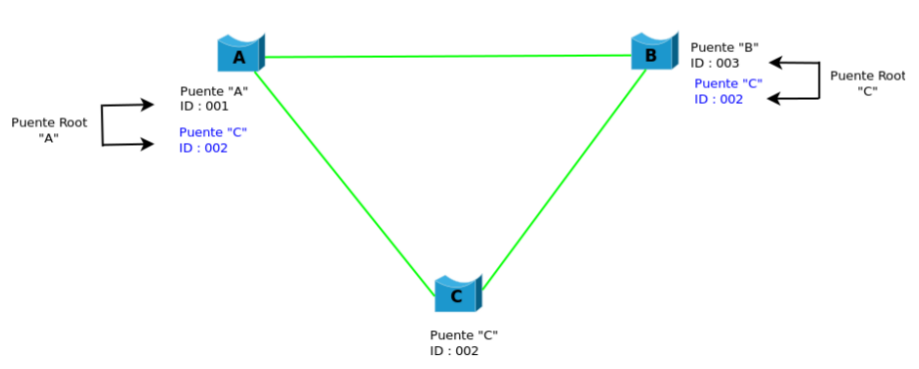 A
B
Puente "B"
ID : 003
Puente "C"
ID : 002
Puente Root
"C"
Puente "A"
ID : 001
Puente "C"
ID : 002
Puente Root
"A"
C
Puente "C"
ID : 002